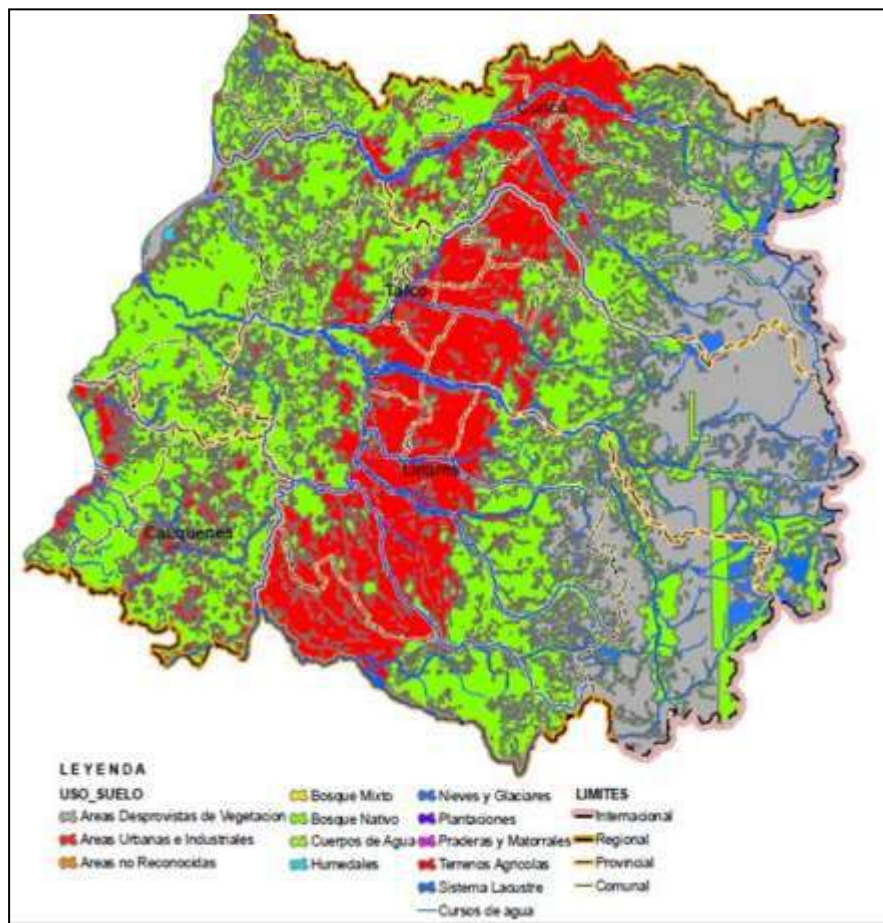 Curicó
Talca
Linares
Cauquenes
LEYENDA
USO_SUELO
Areas Desprovistas de Vegetacion
Areas Urbanas e Industriales
Areas no Reconocidas
Bosque Mixto
Bosque Nativo
Cuerpos de Agua
Humedales
Nieves y Glaciares
Plantaciones
Praderas y Matorrales
Terrenos Agricolas
Sistema Lacustre
Cursos de agua
LIMITES
Internacional
Regional
Provincial
Comunal